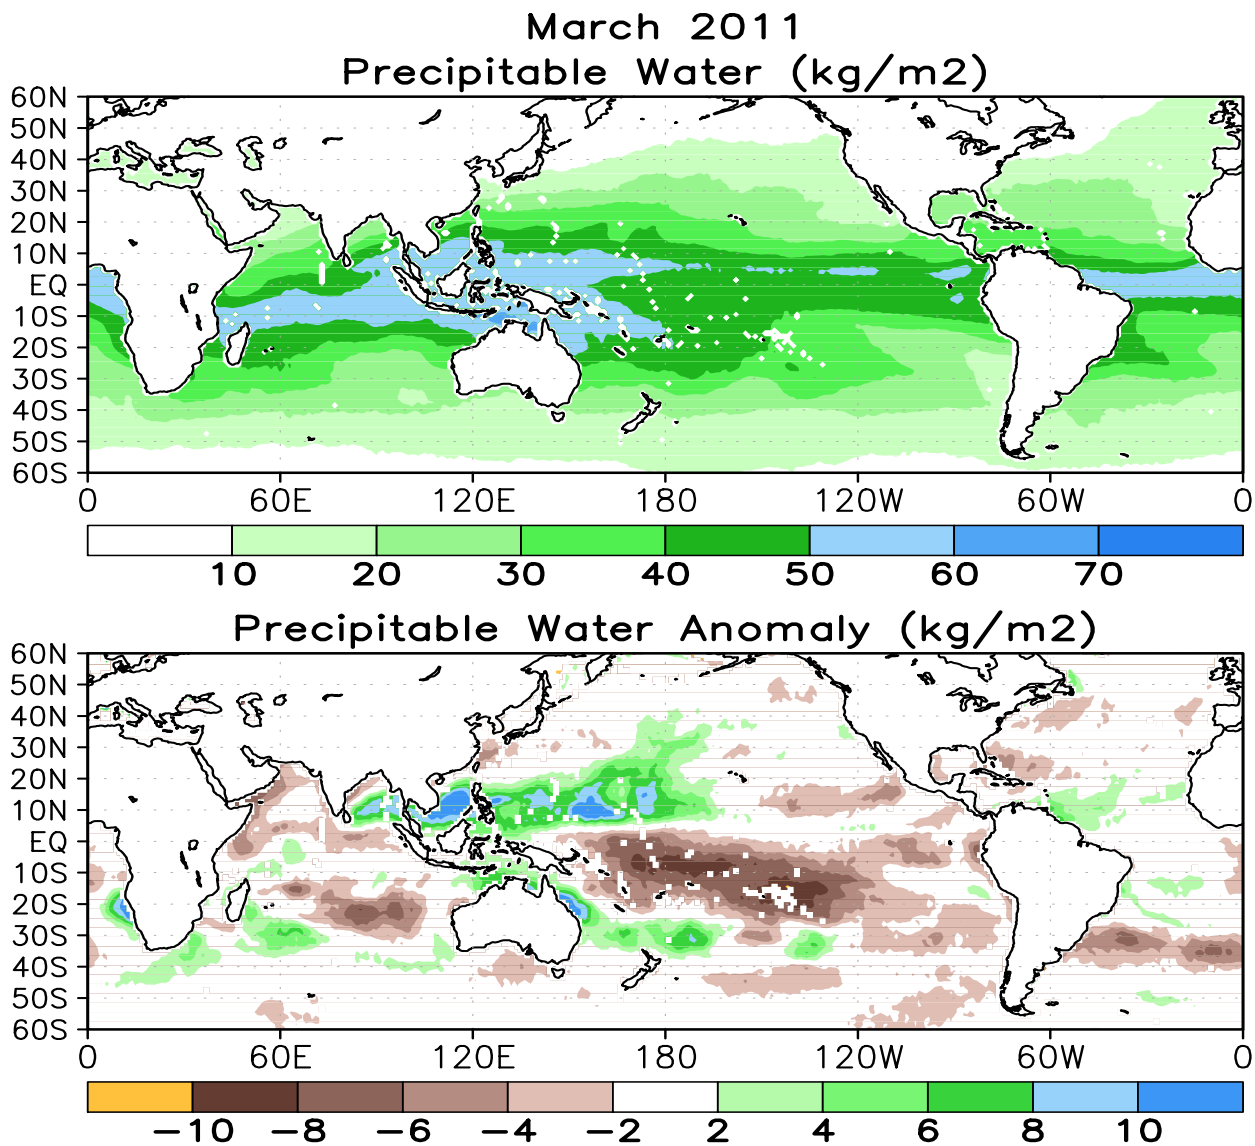 March 2011
Precipitable Water (kg/m2)
60N
50N
40N
30N
20N
10N
EQ
10S
20S
30S
40S
50S
60S
0 60E 120E 180 120W 60W 0
10 20 30 40 50 60 70
Precipitable Water Anomaly (kg/m2)
60N
50N
40N
30N
20N
10N
EQ
10S
20S
30S
40S
50S
60S
0 60E 120E 180 120W 60W 0
−10 −8 −6 −4 −2 2 4 6 8 10